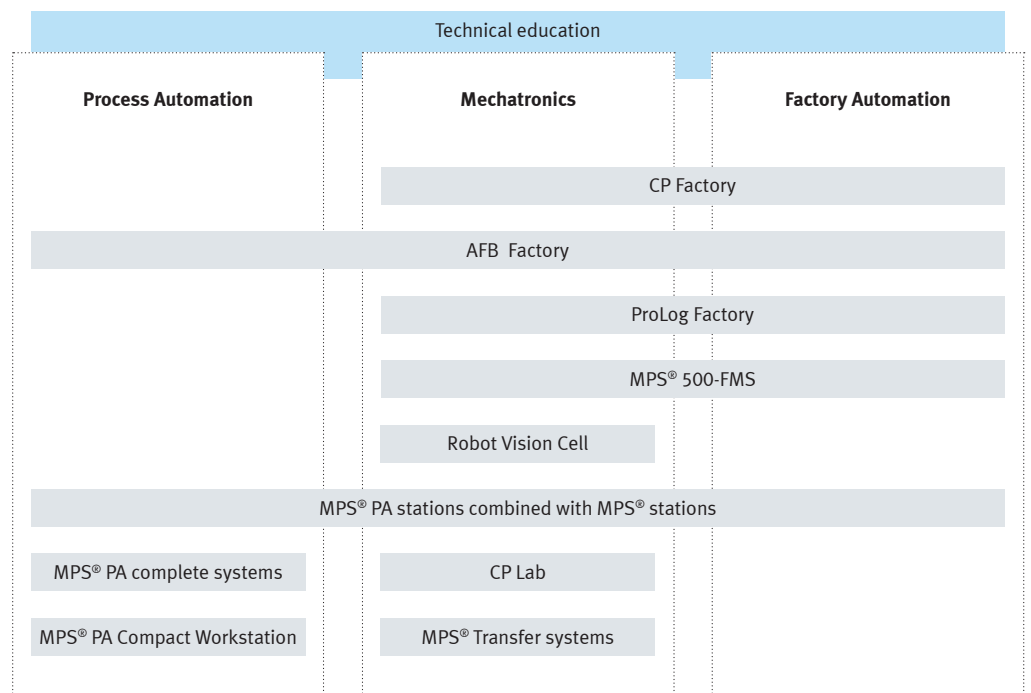 Technical education
Process Automation
Mechatronics
Factory Automation
CP Factory
AFB Factory
ProLog Factory
MPS® 500-FMS
Robot Vision Cell
MPS® PA stations combined with MPS® stations
MPS® PA complete systems
CP Lab
MPS® PA Compact Workstation
MPS® Transfer systems